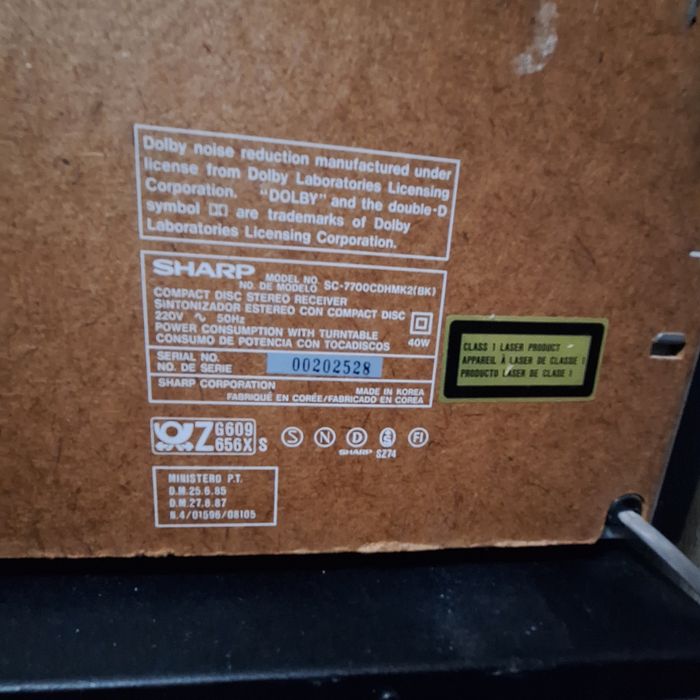 Dolby noise reduction manufactured under
license from Dolby Laboratories Licensing
Corporation. "DOLBY" and the double-D
symbol are trademarks of Dolby
Laboratories Licensing Corporation.
SHARP MODEL NO.
NO. DE MODELO SC-7700CDHMK2(BK)
COMPACT DISC STEREO RECEIVER
SINTONIZADOR ESTEREO CON COMPACT DISC
220V ∿ 50Hz
POWER CONSUMPTION WITH TURNTABLE
CONSUMO DE POTENCIA CON TOCADISCOS 40W
SERIAL NO.
NO. DE SERIE 00202528
SHARP CORPORATION MADE IN KOREA
FABRIQUÉ EN CORÉE/FABRICADO EN COREA
CLASS 1 LASER PRODUCT
APPAREIL À LASER DE CLASSE 1
PRODUCTO LASER DE CLASE 1
Z G609
656X S
S N D FI
SHARP SZ74
MINISTERO P.T.
D.M.25.6.85
D.M.27.8.87
N.4/01596/08105